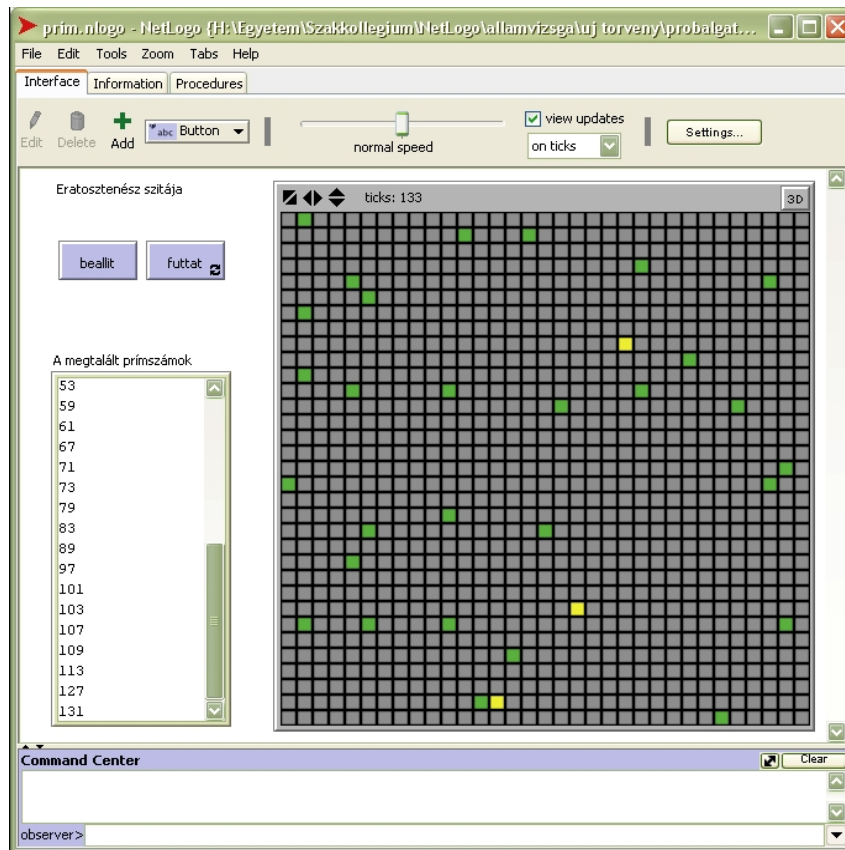 prim.nlogo - NetLogo {H:\Egyetem\Szakkollegium\NetLogo\allamvizsga\uj torveny\probalgat...
File Edit Tools Zoom Tabs Help
Interface Information Procedures
Edit Delete Add abc Button normal speed view updates on ticks Settings...
Eratosztenész szitája
ticks: 133 3D
beallit futtat
A megtalált prímszámok
53
59
61
67
71
73
79
83
89
97
101
103
107
109
113
127
131
Command Center Clear
observer>